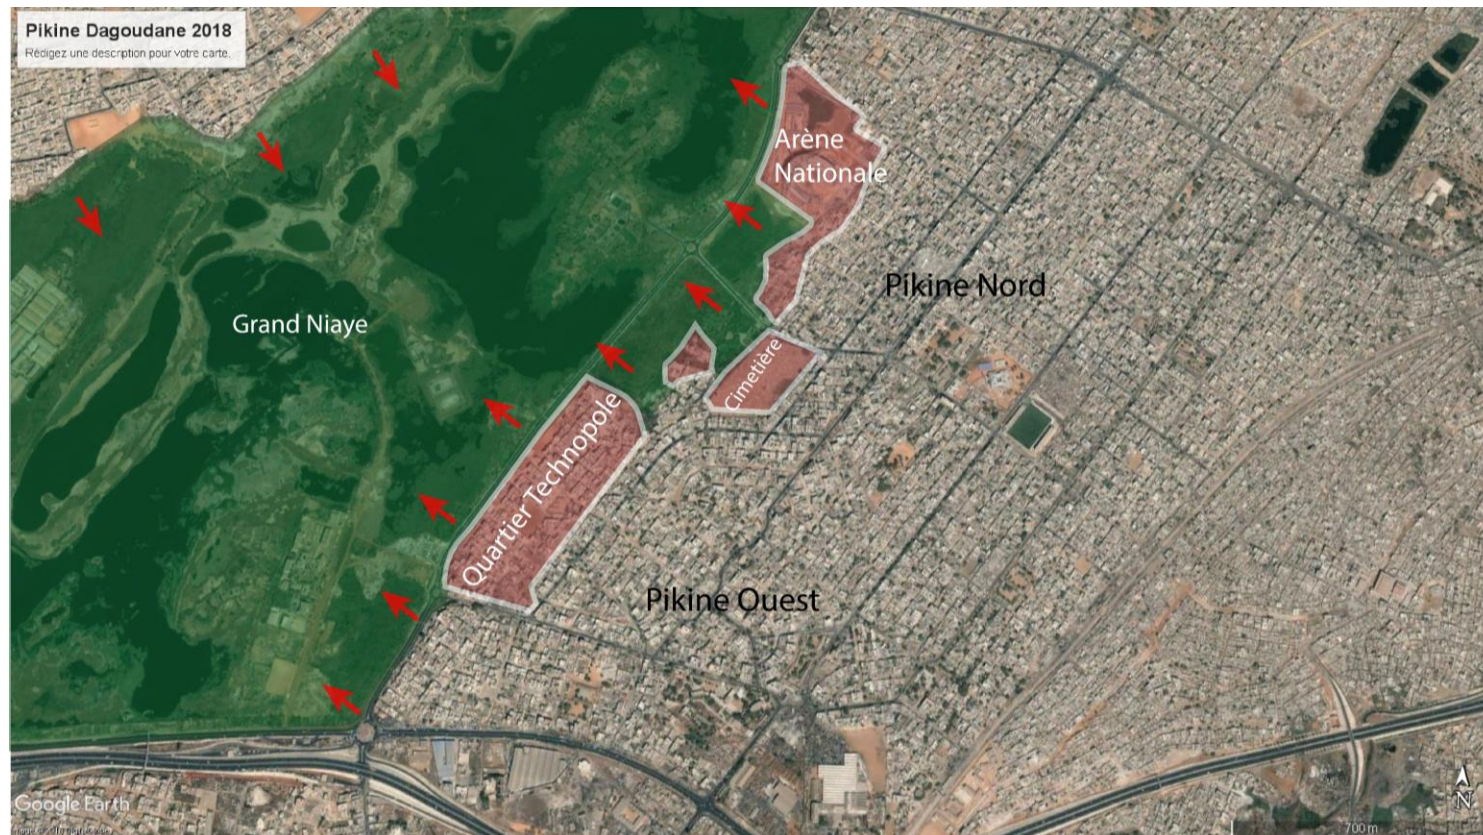 Pikine Dagoudane 2018
Rédigez une description pour votre carte.
Arène
Nationale
Pikine Nord
Grand Niaye
Cimetière
Quartier Technopole
Pikine Ouest
Google Earth
N
700 m